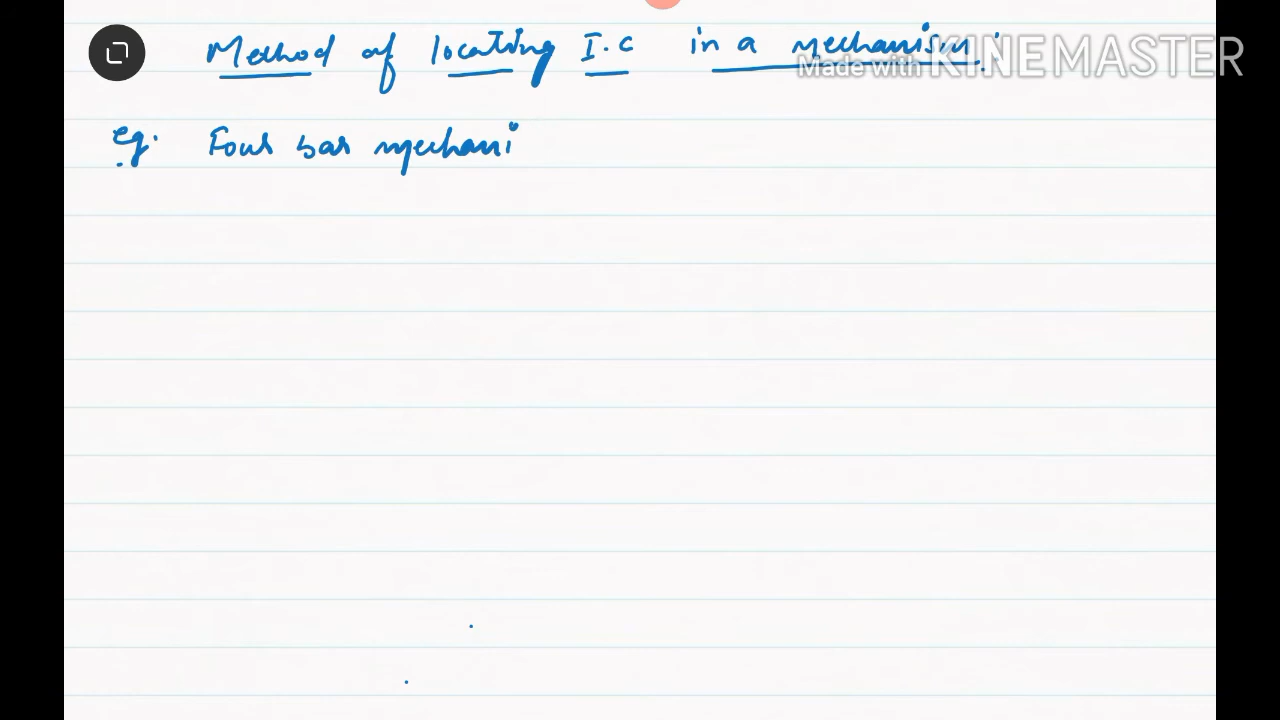 Method of locating I.C in a mechanism:
Made with KINEMASTER
eg. Four bar mechani